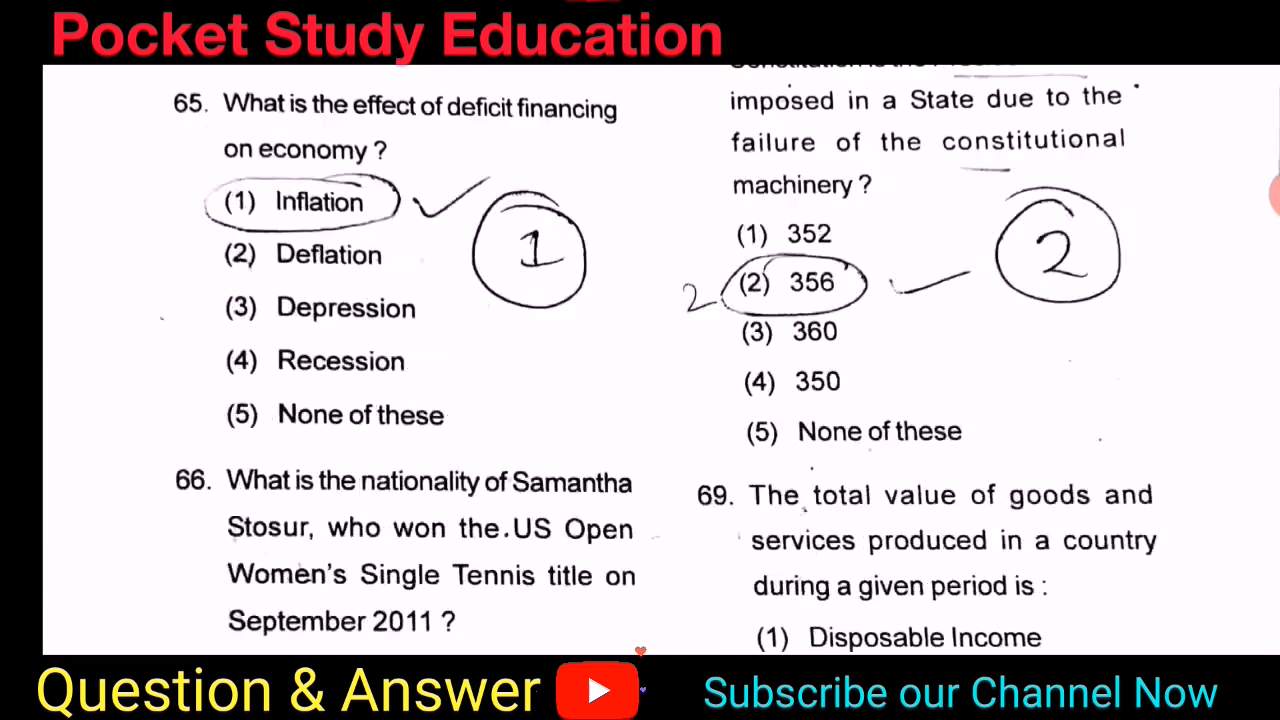 Pocket Study Education
65. What is the effect of deficit financing
on economy ?
(1) Inflation
(2) Deflation
(3) Depression
(4) Recession
(5) None of these
1
66. What is the nationality of Samantha
Stosur, who won the US Open
Women's Single Tennis title on
September 2011 ?
imposed in a State due to the
failure of the constitutional
machinery ?
(1) 352
2 (2) 356
(3) 360
(4) 350
(5) None of these
2
69. The total value of goods and
services produced in a country
during a given period is :
(1) Disposable Income
Question & Answer
Subscribe our Channel Now